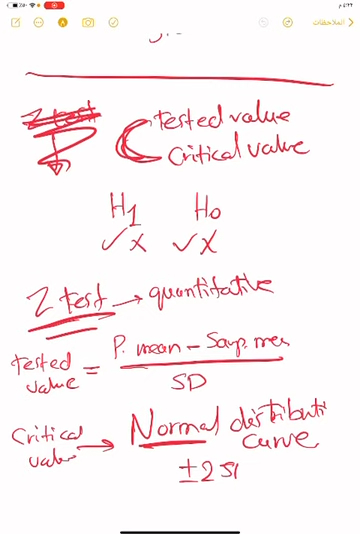 الملاحظات
Z test
Tested value
Critical value
H1 Ho
✓ X ✓ X
Z test → quantitative
Tested value = P. mean – Samp. mea
SD
Critical value → Normal distributi
curve
±2 S